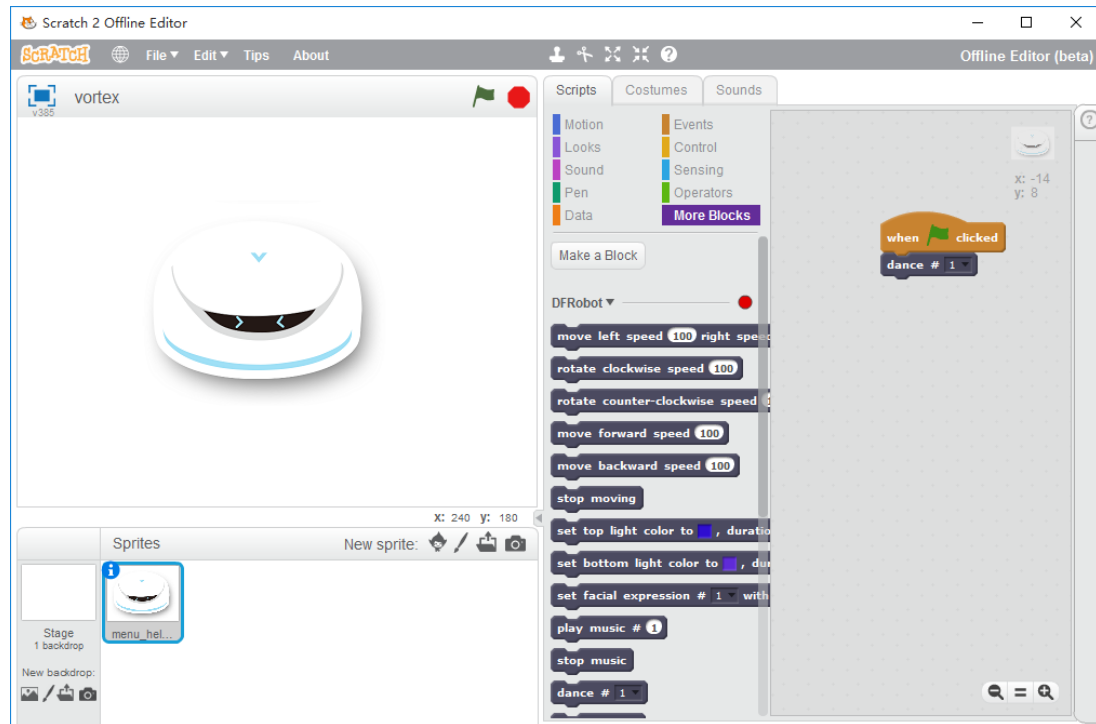 Scratch 2 Offline Editor
SCRATCH File Edit Tips About Offline Editor (beta)
vortex
v385
Scripts Costumes Sounds
Motion Events
Looks Control
Sound Sensing
Pen Operators
Data More Blocks
Make a Block
DFRobot
move left speed 100 right speed
rotate clockwise speed 100
rotate counter-clockwise speed
move forward speed 100
move backward speed 100
stop moving
set top light color to , duratio
set bottom light color to , du
set facial expression # 1 with
play music # 1
stop music
dance # 1
x: -14
y: 8
when clicked
dance # 1
x: 240 y: 180
Sprites New sprite:
Stage
1 backdrop
New backdrop:
menu_hel...